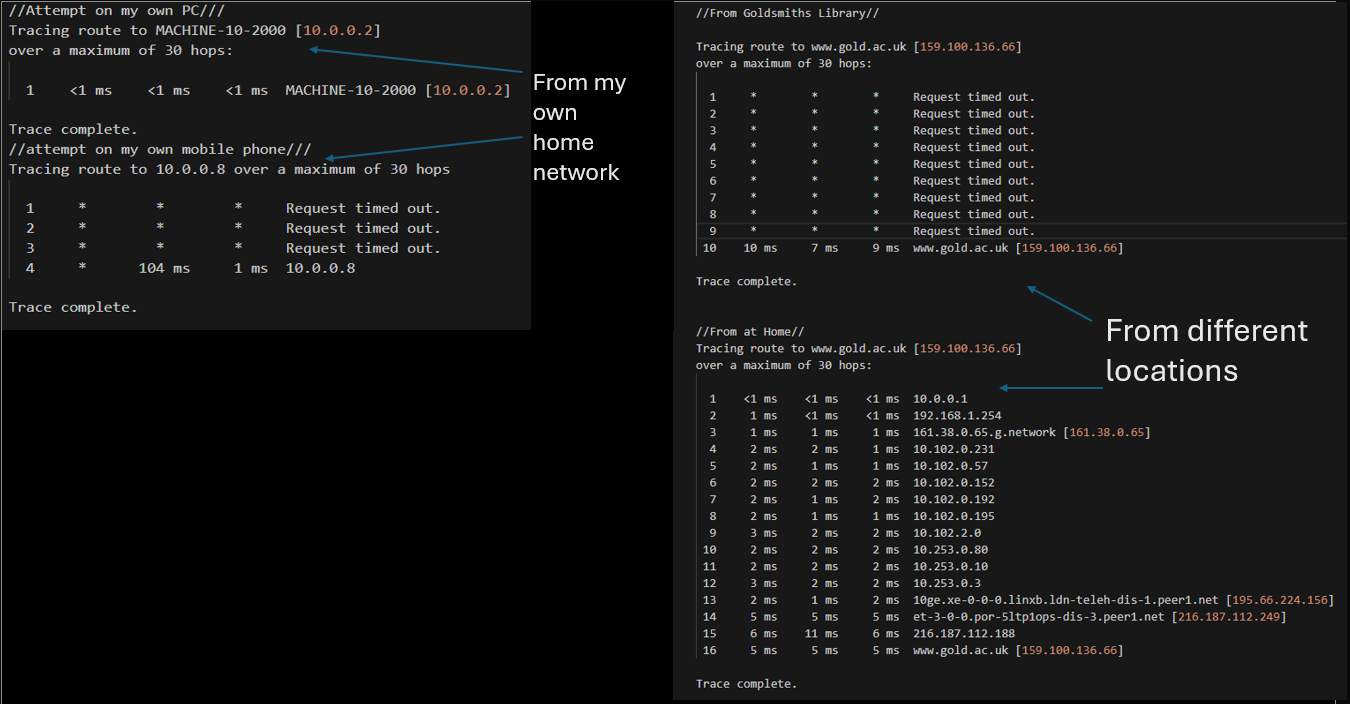 //Attempt on my own PC///
Tracing route to MACHINE-10-2000 [10.0.0.2]
over a maximum of 30 hops:
1 <1 ms <1 ms <1 ms MACHINE-10-2000 [10.0.0.2]
Trace complete.
//attempt on my own mobile phone///
Tracing route to 10.0.0.8 over a maximum of 30 hops
1 * * * Request timed out.
2 * * * Request timed out.
3 * * * Request timed out.
4 * 104 ms 1 ms 10.0.0.8
Trace complete.
From my
own
home
network
//From Goldsmiths Library//
Tracing route to www.gold.ac.uk [159.100.136.66]
over a maximum of 30 hops:
1 * * * Request timed out.
2 * * * Request timed out.
3 * * * Request timed out.
4 * * * Request timed out.
5 * * * Request timed out.
6 * * * Request timed out.
7 * * * Request timed out.
8 * * * Request timed out.
9 * * * Request timed out.
10 10 ms 7 ms 9 ms www.gold.ac.uk [159.100.136.66]
Trace complete.
//From at Home//
Tracing route to www.gold.ac.uk [159.100.136.66]
over a maximum of 30 hops:
1 <1 ms <1 ms <1 ms 10.0.0.1
2 1 ms <1 ms <1 ms 192.168.1.254
3 1 ms 1 ms 1 ms 161.38.0.65.g.network [161.38.0.65]
4 2 ms 2 ms 1 ms 10.102.0.231
5 2 ms 1 ms 2 ms 10.102.0.57
6 2 ms 2 ms 2 ms 10.102.0.152
7 2 ms 1 ms 2 ms 10.102.0.192
8 2 ms 1 ms 1 ms 10.102.0.195
9 3 ms 2 ms 2 ms 10.102.2.0
10 2 ms 2 ms 2 ms 10.253.0.80
11 2 ms 2 ms 2 ms 10.253.0.10
12 3 ms 2 ms 2 ms 10.253.0.3
13 2 ms 1 ms 2 ms 10ge.xe-0-0-0.linxb.ldn-teleh-dis-1.peer1.net [195.66.224.156]
14 5 ms 5 ms 5 ms et-3-0-0.por-5ltp1ops-dis-3.peer1.net [216.187.112.249]
15 6 ms 11 ms 6 ms 216.187.112.188
16 5 ms 5 ms 5 ms www.gold.ac.uk [159.100.136.66]
Trace complete.
From different
locations